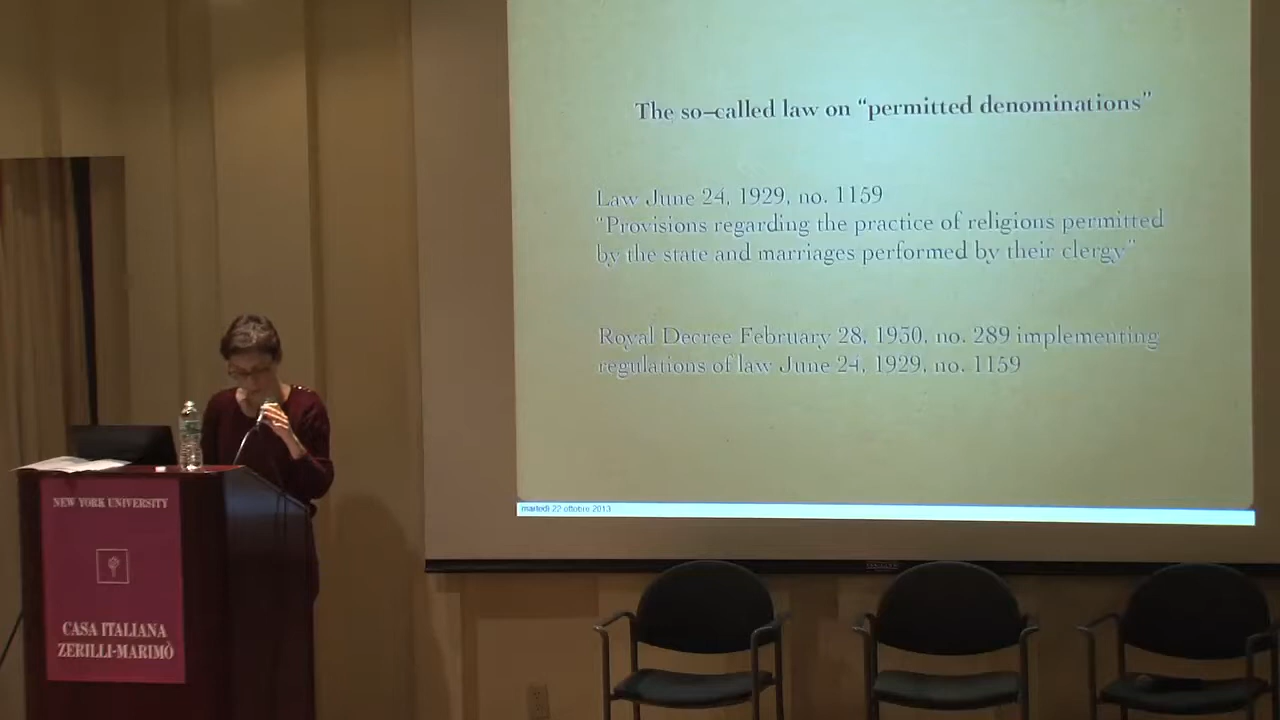 The so–called law on “permitted denominations”
Law June 24, 1929, no. 1159
“Provisions regarding the practice of religions permitted
by the state and marriages performed by their clergy”
Royal Decree February 28, 1930, no. 289 implementing
regulations of law June 24, 1929, no. 1159
martedì 22 ottobre 2013
NEW YORK UNIVERSITY
CASA ITALIANA
ZERILLI-MARIMÒ